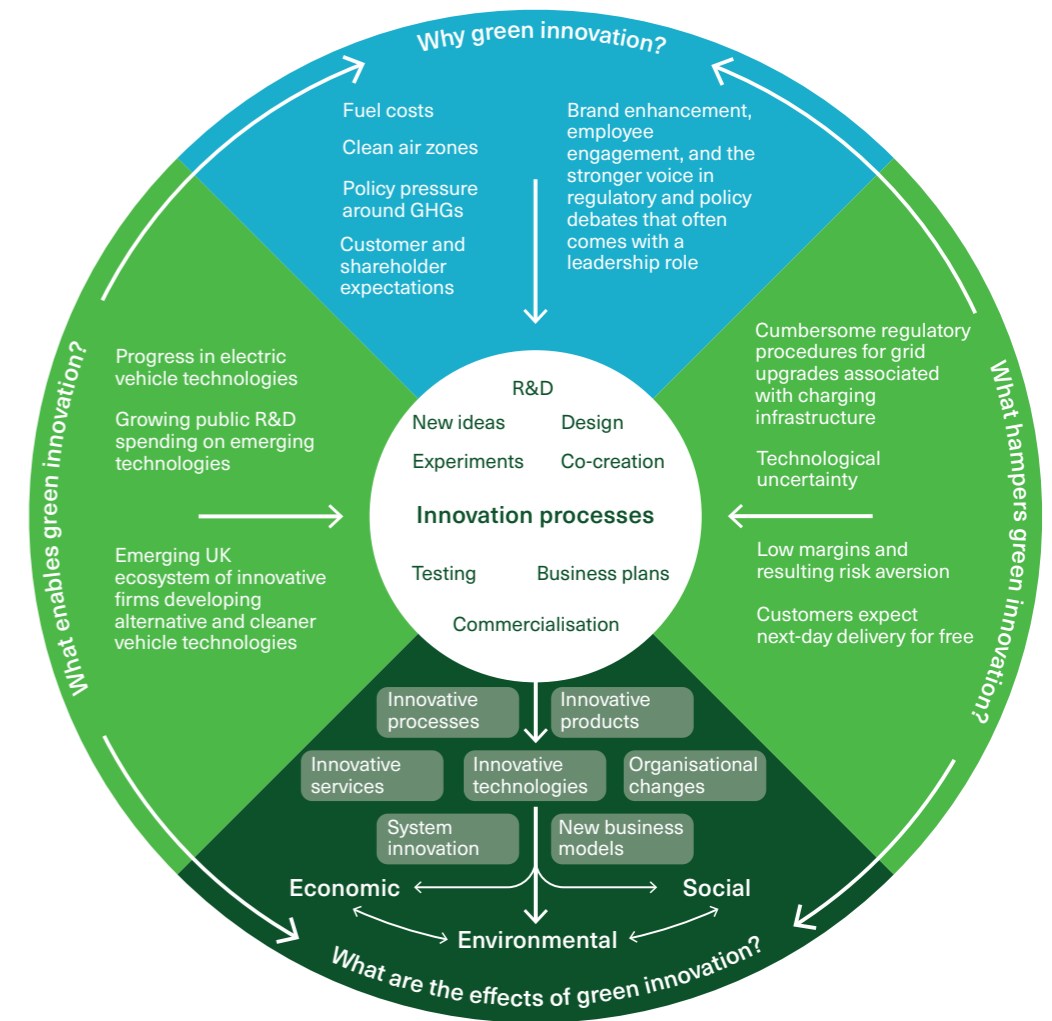 Why green innovation?
Fuel costs
Clean air zones
Policy pressure
around GHGs
Customer and
shareholder
expectations
Brand enhancement,
employee
engagement, and the
stronger voice in
regulatory and policy
debates that often
comes with a
leadership role
What enables green innovation?
Progress in electric
vehicle technologies
Growing public R&D
spending on emerging
technologies
Emerging UK
ecosystem of innovative
firms developing
alternative and cleaner
vehicle technologies
R&D
New ideas
Design
Experiments
Co-creation
Innovation processes
Testing
Business plans
Commercialisation
What hampers green innovation?
Cumbersome regulatory
procedures for grid
upgrades associated
with charging
infrastructure
Technological
uncertainty
Low margins and
resulting risk aversion
Customers expect
next-day delivery for free
Innovative
processes
Innovative
products
Innovative
services
Innovative
technologies
Organisational
changes
System
innovation
New business
models
Economic
Social
Environmental
What are the effects of green innovation?